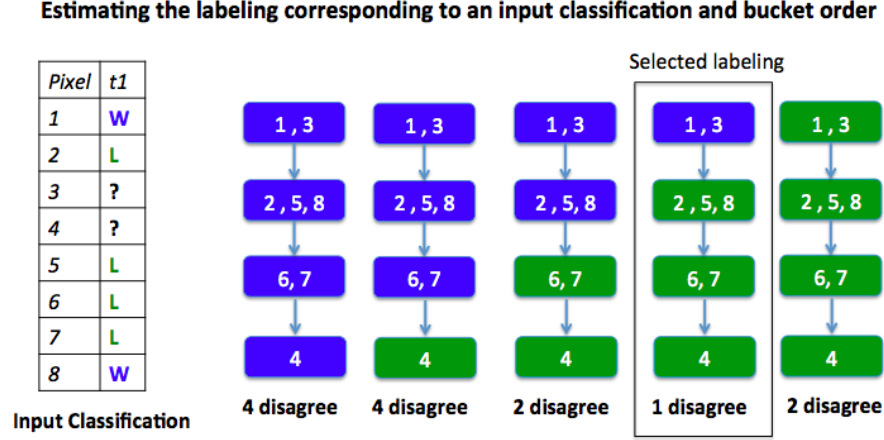 Estimating the labeling corresponding to an input classification and bucket order
Selected labeling
Pixel t1
1 W
2 L
3 ?
4 ?
5 L
6 L
7 L
8 W
Input Classification
1 , 3
2 , 5, 8
6, 7
4
4 disagree
1 , 3
2 , 5, 8
6, 7
4
4 disagree
1 , 3
2 , 5, 8
6, 7
4
2 disagree
1 , 3
2 , 5, 8
6, 7
4
1 disagree
1 , 3
2 , 5, 8
6, 7
4
2 disagree